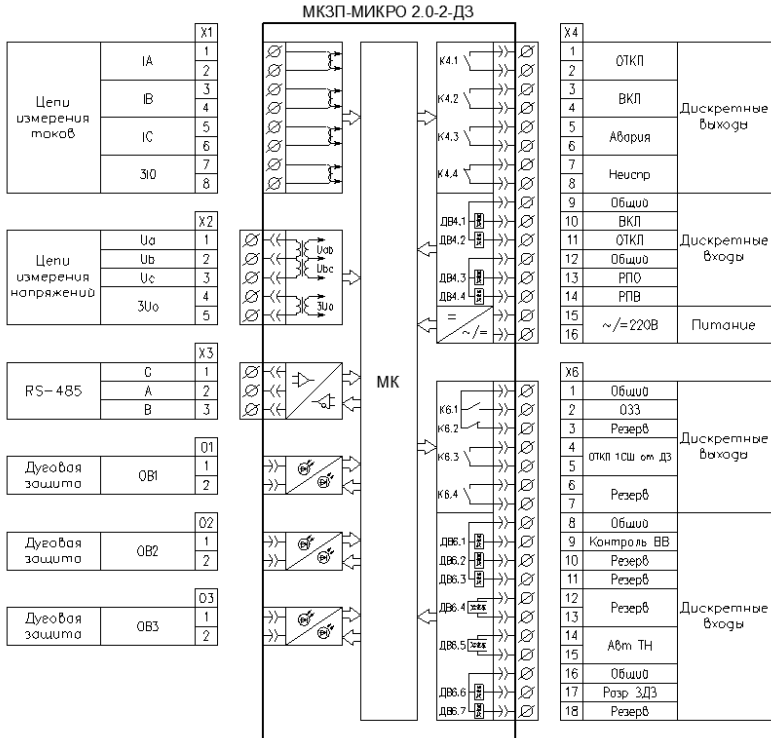 МКЗП-МИКРО 2.0-2-ДЗ
X1
Цепи
измерения
токов
IA
1
2
IB
3
4
IC
5
6
3I0
7
8
X2
Цепи
измерения
напряжений
Ua
1
Ub
2
Uc
3
3Uo
4
5
Uab
Ubc
3Uo
X3
RS-485
C
1
A
2
B
3
O1
Дуговая
защита
ОВ1
1
2
O2
Дуговая
защита
ОВ2
1
2
O3
Дуговая
защита
ОВ3
1
2
МК
К4.1
К4.2
К4.3
К4.4
ДВ4.1
ДВ4.2
ДВ4.3
ДВ4.4
=
~/=
К6.1
К6.2
К6.3
К6.4
ДВ6.1
ДВ6.2
ДВ6.3
ДВ6.4
ДВ6.5
ДВ6.6
ДВ6.7
X4
1
2
ОТКЛ
3
4
ВКЛ
5
6
Авария
7
8
Неиспр
Дискретные
выходы
9
Общий
10
ВКЛ
11
ОТКЛ
12
Общий
13
РПО
14
РПВ
Дискретные
входы
15
16
~/=220В
Питание
X6
1
Общий
2
ОЗЗ
3
Резерв
4
5
ОТКЛ 1СШ от ДЗ
6
7
Резерв
Дискретные
выходы
8
Общий
9
Контроль ВВ
10
Резерв
11
Резерв
12
13
Резерв
14
15
Авт ТН
16
Общий
17
Разр ЗДЗ
18
Резерв
Дискретные
входы